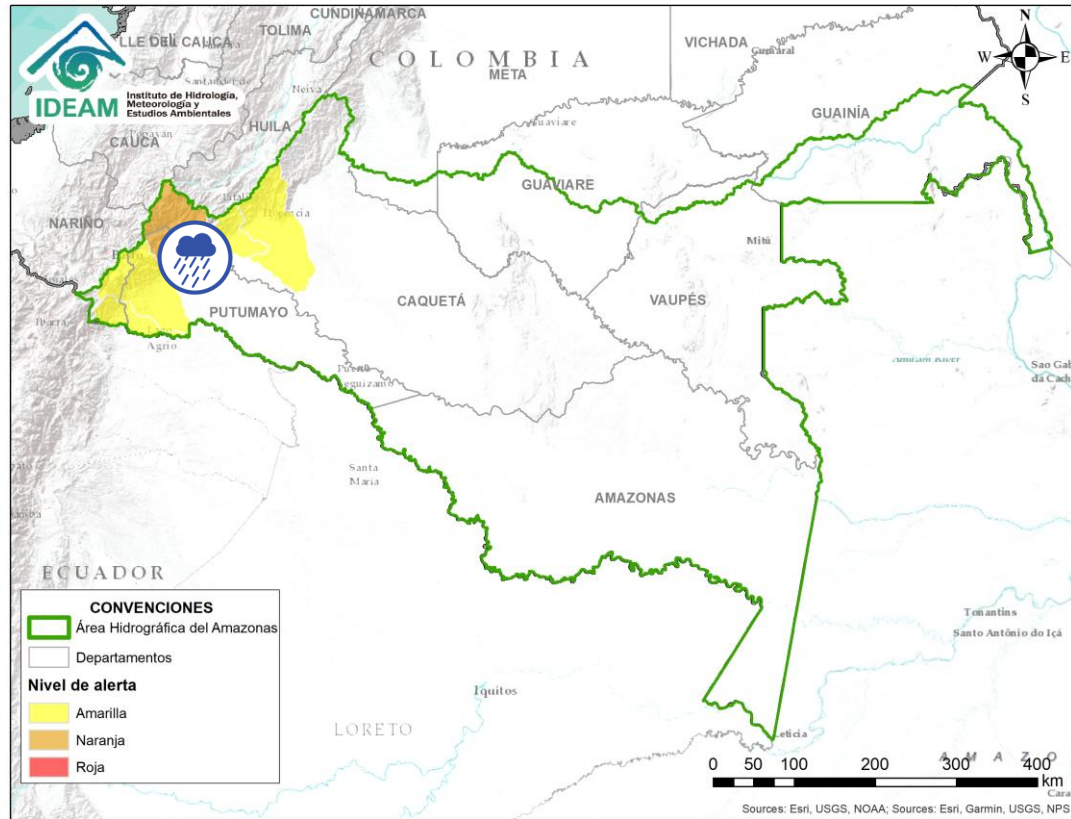 CUNDINAMARCA
TOLIMA
LLE DEL CAUCA
COLOMBIA
VICHADA
META
N
W E
S
IDEAM
Instituto de Hidrología,
Meteorología y
Estudios Ambientales
Neiva
HUILA
GUAINÍA
CAUCA
GUAVIARE
NARIÑO
Mitú
CAQUETÁ
VAUPÉS
PUTUMAYO
Agrio
Santa
Maria
AMAZONAS
ECUADOR
CONVENCIONES
Área Hidrográfica del Amazonas
Departamentos
Nivel de alerta
Amarilla
Naranja
Roja
Tonantins
Santo Antônio do Içá
Iquitos
LORETO
Leticia
A M A Z O
0 50 100 200 300 400
km
Sources: Esri, USGS, NOAA; Sources: Esri, Garmin, USGS, NPS